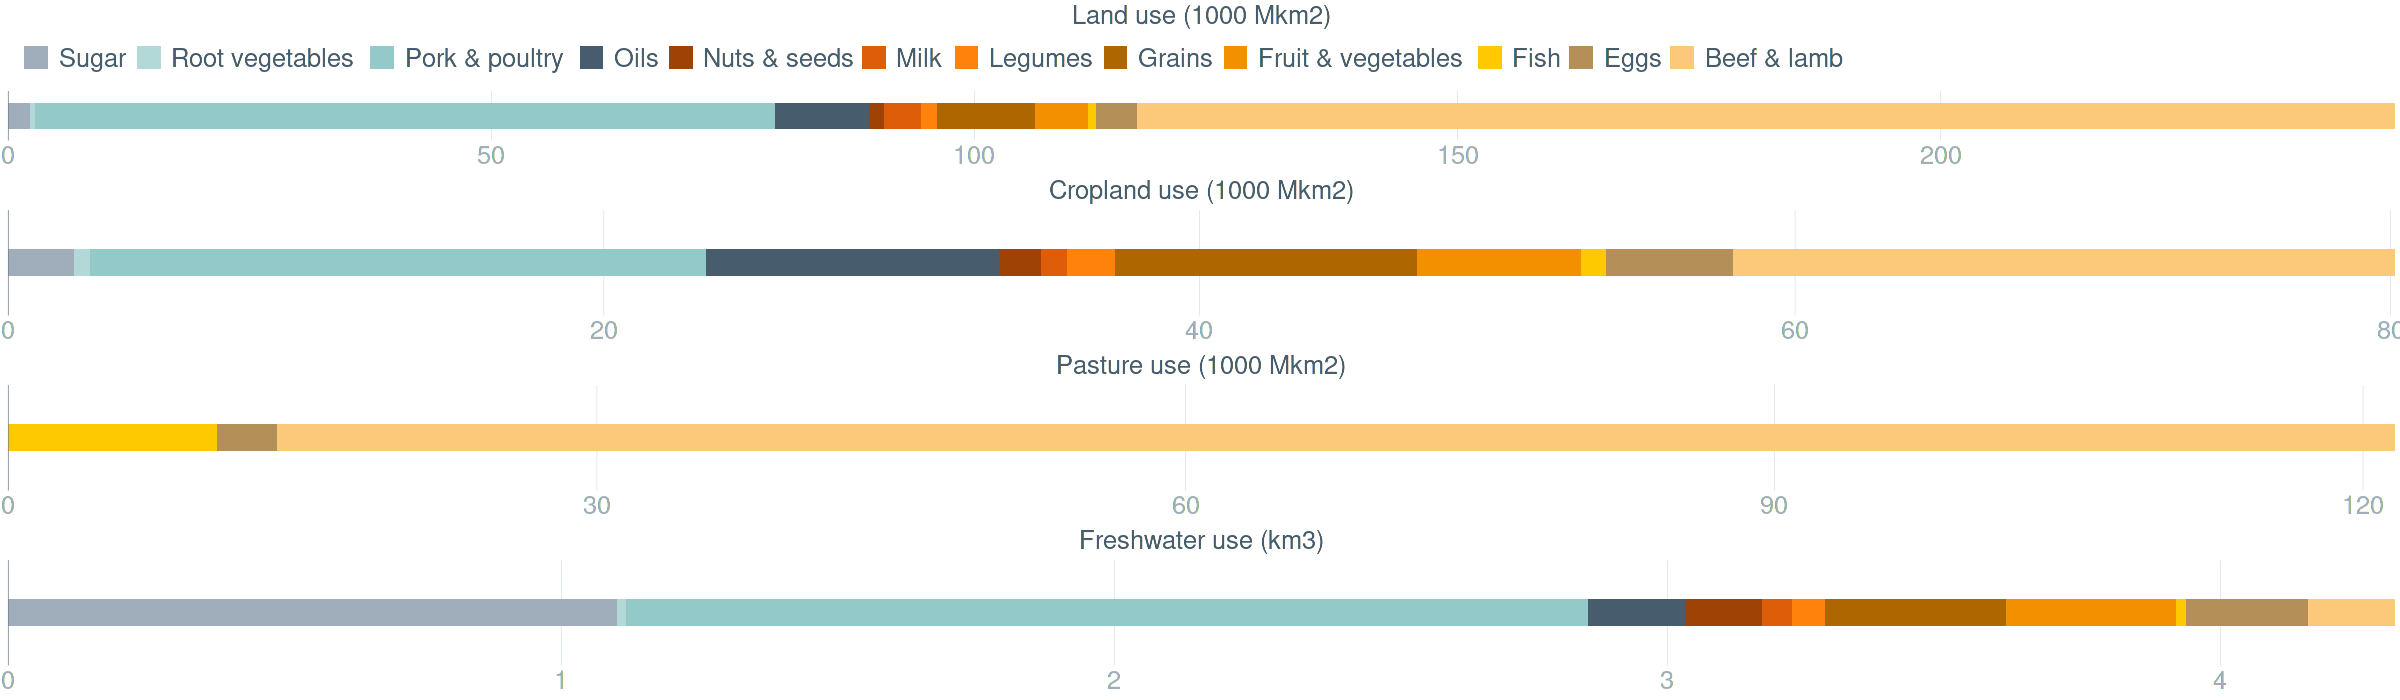 Land use (1000 Mkm2)
Sugar Root vegetables Pork & poultry Oils Nuts & seeds Milk Legumes Grains Fruit & vegetables Fish Eggs Beef & lamb
0 50 100 150 200
Cropland use (1000 Mkm2)
0 20 40 60 80
Pasture use (1000 Mkm2)
0 30 60 90 120
Freshwater use (km3)
0 1 2 3 4